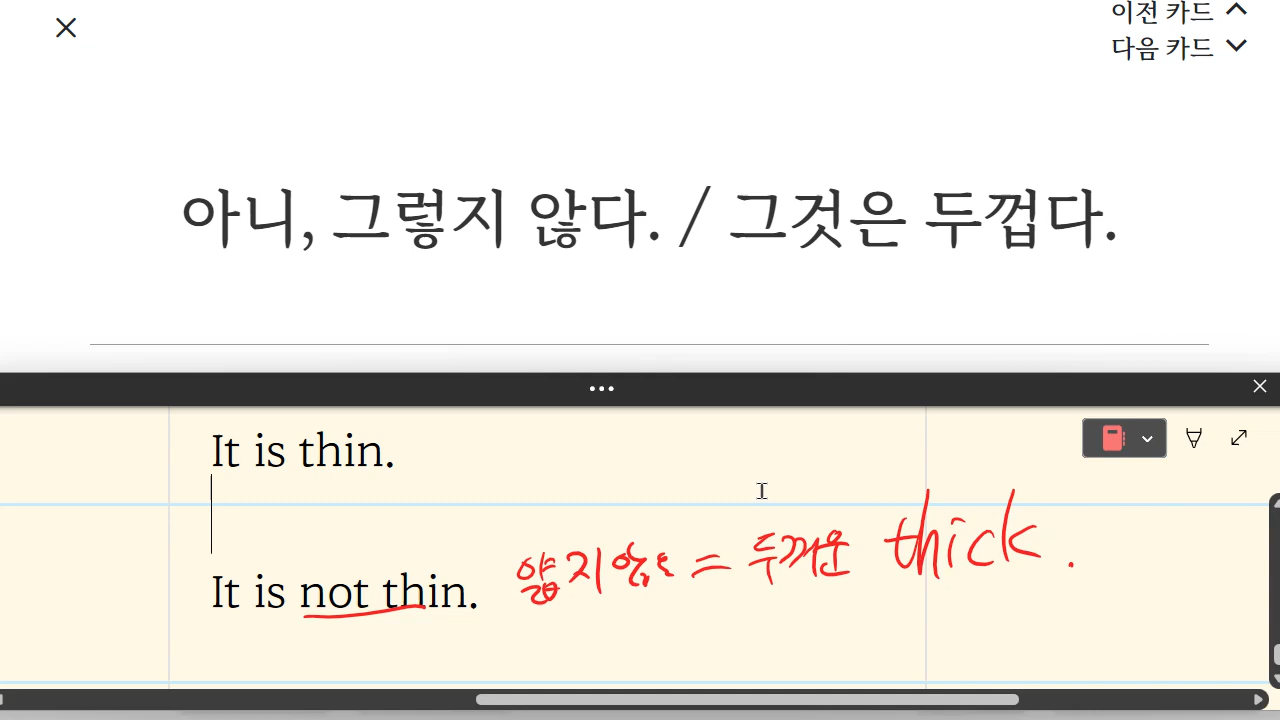 이전 카드
다음 카드
아니, 그렇지 않다. / 그것은 두껍다.
It is thin.
It is not thin. 얇지 않은 = 두꺼운 thick.